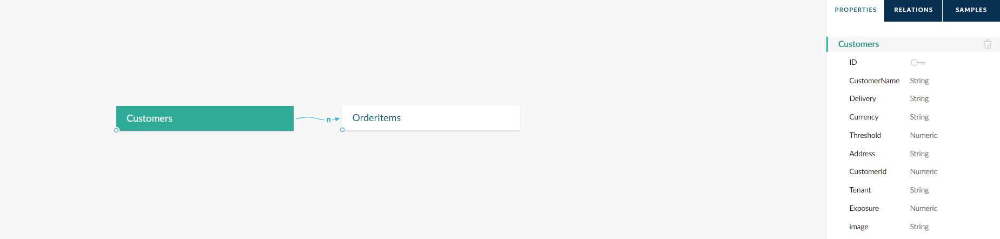 PROPERTIES RELATIONS SAMPLES
Customers
ID
CustomerName String
Delivery String
Currency String
Threshold Numeric
Address String
CustomerId Numeric
Tenant String
Exposure Numeric
image String
Customers n OrderItems